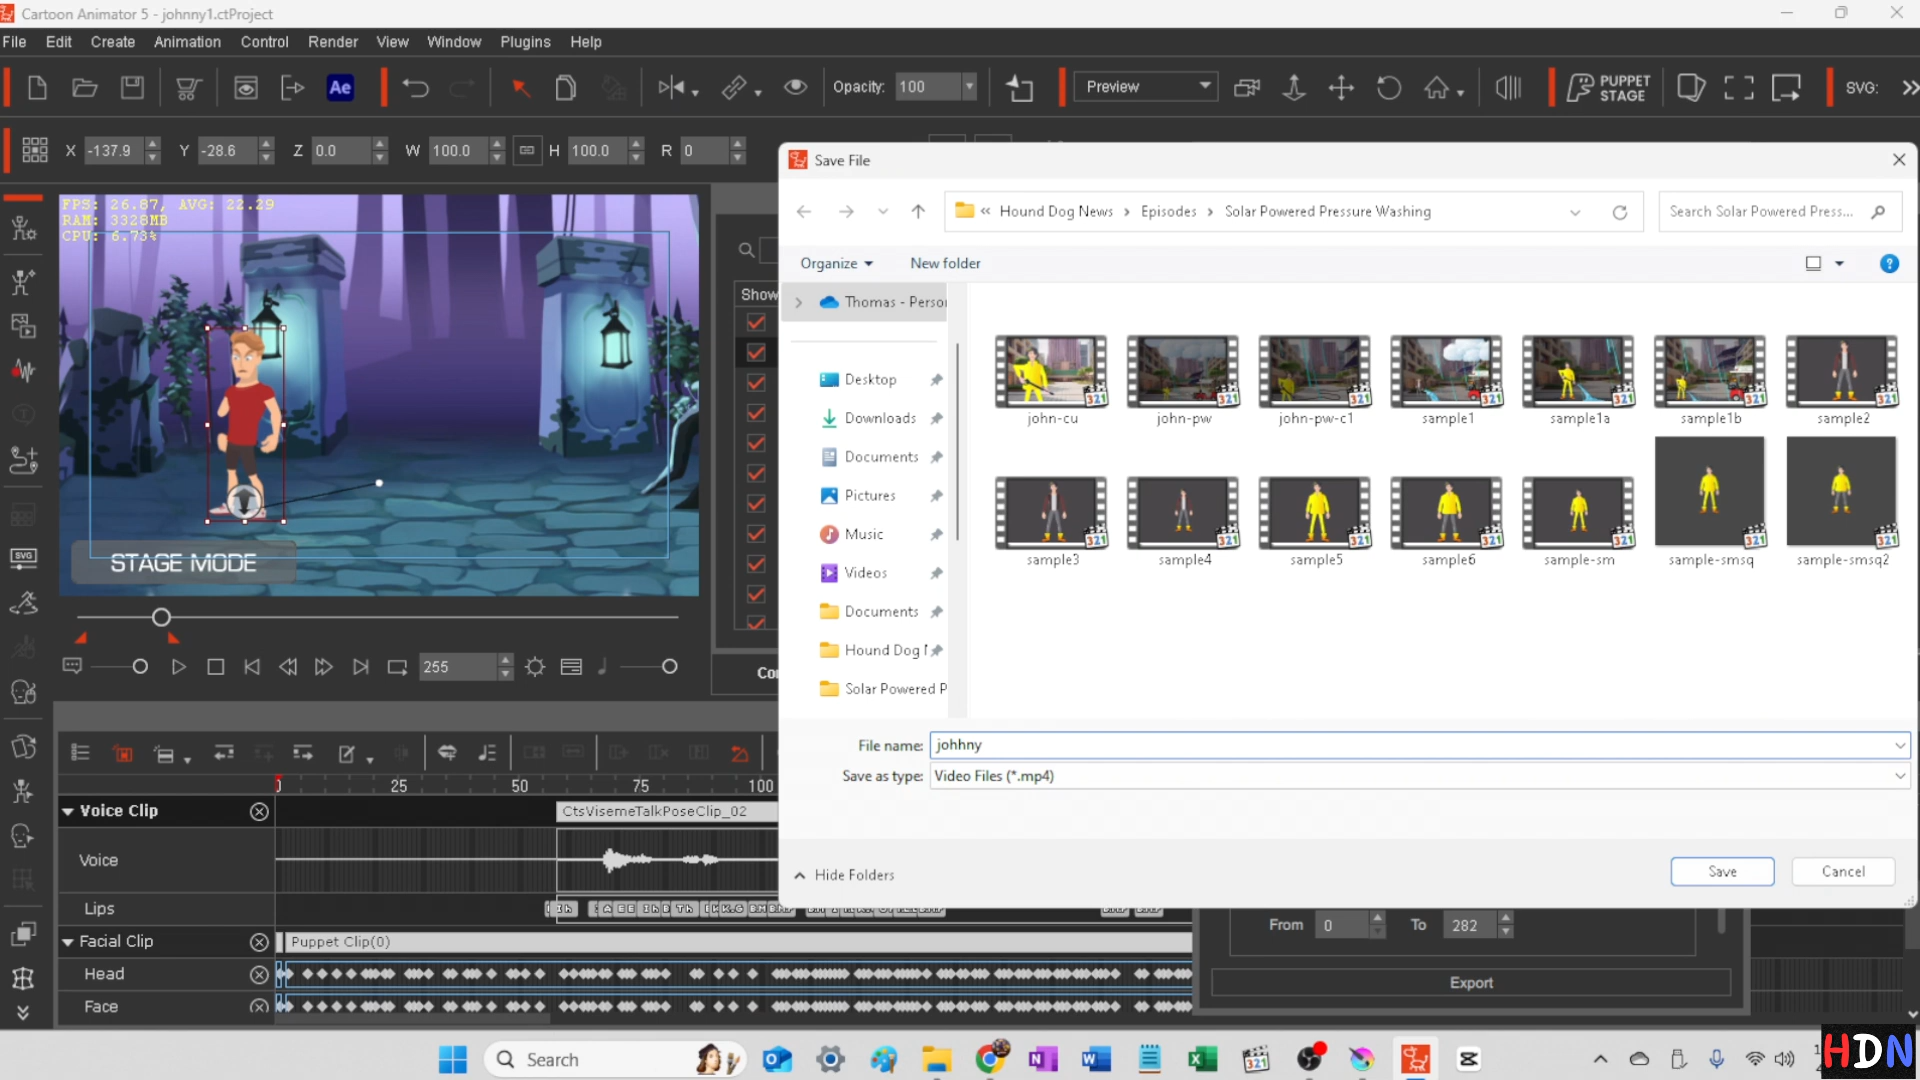 Cartoon Animator 5 - johnny1.ctProject
File Edit Create Animation Control Render View Window Plugins Help
Ae Opacity: 100 Preview PUPPET STAGE SVG:
X -137.9 Y -28.6 Z 0.0 W 100.0 H 100.0 R 0
Save File
FPS: 26.87, AVG: 22.29
RAM: 3328MB
CPU: 6.73%
« Hound Dog News > Episodes > Solar Powered Pressure Washing
Search Solar Powered Press...
Organize New folder
Show
Thomas - Perso
Desktop
Downloads
Documents
Pictures
Music
Videos
Documents
Hound Dog
Solar Powered P
john-cu john-pw john-pw-c1 sample1 sample1a sample1b sample2
sample3 sample4 sample5 sample6 sample-sm sample-smsq sample-smsq2
STAGE MODE
SVG
255
Co
File name: johhny
Save as type: Video Files (*.mp4)
Hide Folders
Save Cancel
0 25 50 75 100
Voice Clip
CtsVisemeTalkPoseClip_02
Voice
Lips
From 0 To 282
Facial Clip
Puppet Clip(0)
Head
Export
Face
Search
HDN